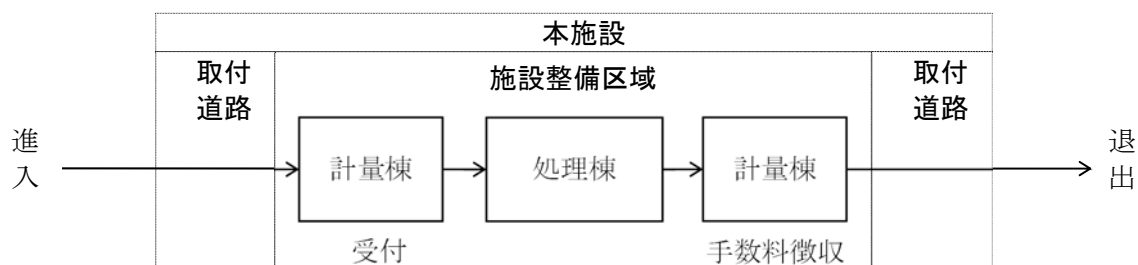 本施設
取付
道路
施設整備区域
取付
道路
進
入
計量棟
処理棟
計量棟
退
出
受付
手数料徴収